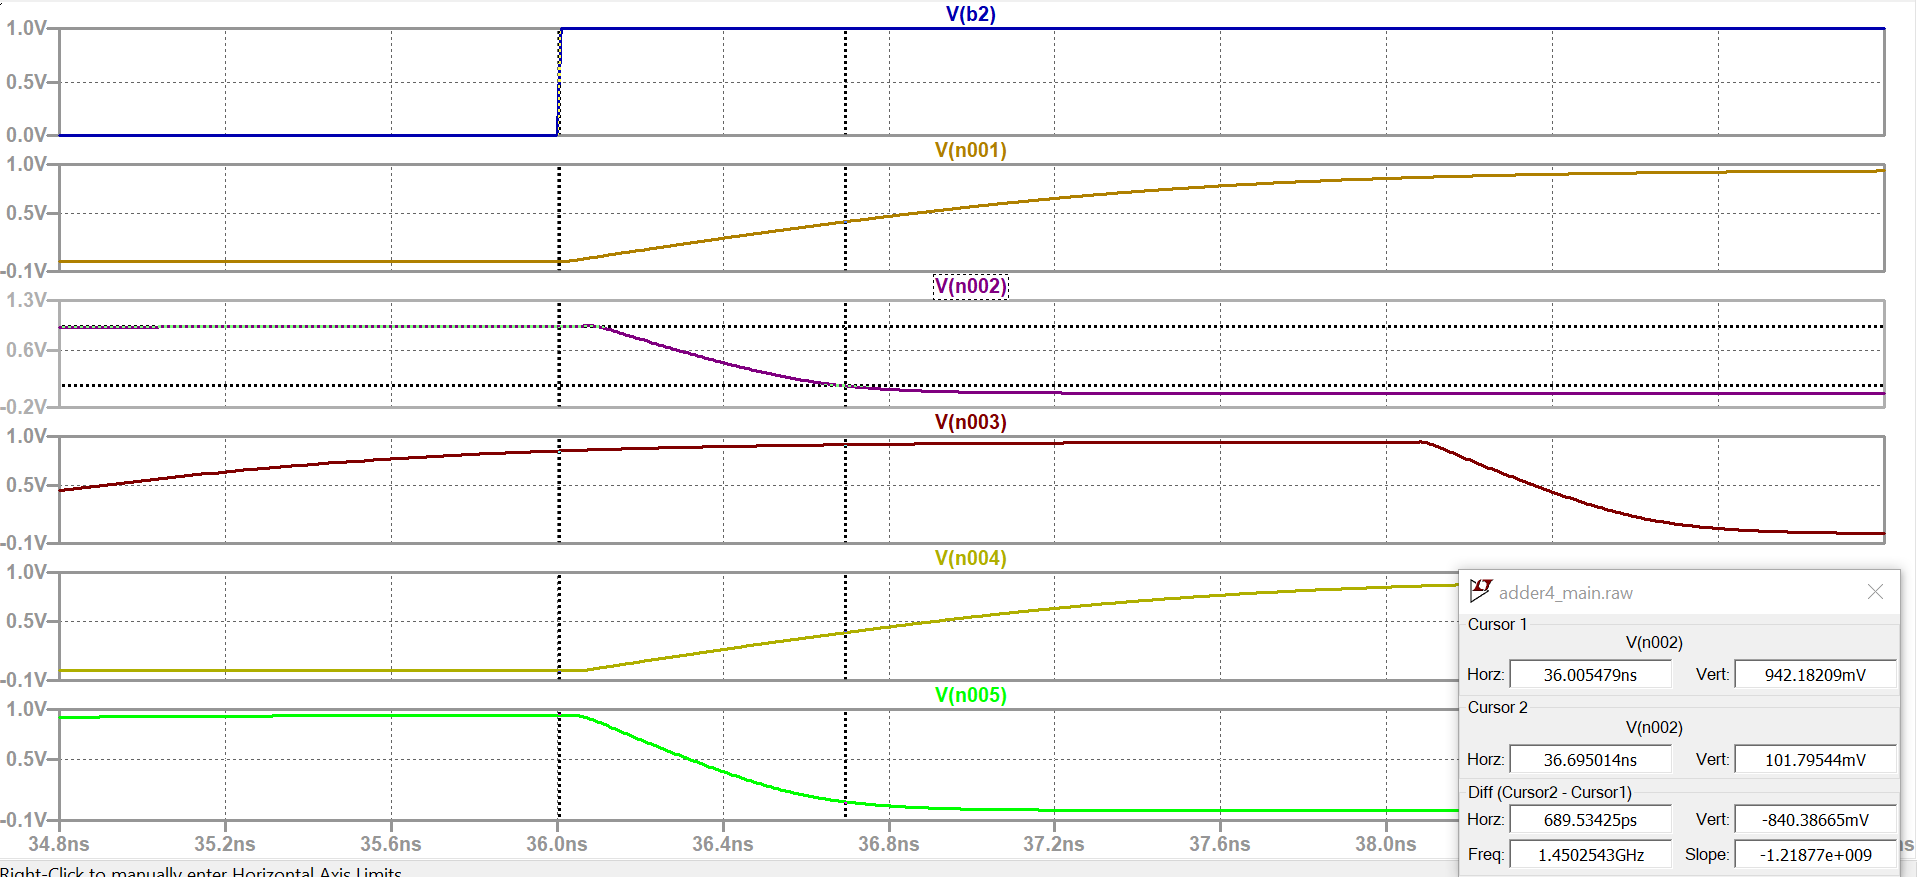 V(b2)
1.0V
0.5V
0.0V
V(n001)
1.0V
0.5V
-0.1V
V(n002)
1.3V
0.6V
-0.2V
V(n003)
1.0V
0.5V
-0.1V
V(n004)
1.0V
0.5V
-0.1V
V(n005)
1.0V
0.5V
-0.1V
34.8ns 35.2ns 35.6ns 36.0ns 36.4ns 36.8ns 37.2ns 37.6ns 38.0ns
adder4_main.raw
Cursor 1
V(n002)
Horz: 36.005479ns Vert: 942.18209mV
Cursor 2
V(n002)
Horz: 36.695014ns Vert: 101.79544mV
Diff (Cursor2 - Cursor1)
Horz: 689.53425ps Vert: -840.38665mV
Freq: 1.4502543GHz Slope: -1.21877e+009
Right-Click to manually enter Horizontal Axis Limits